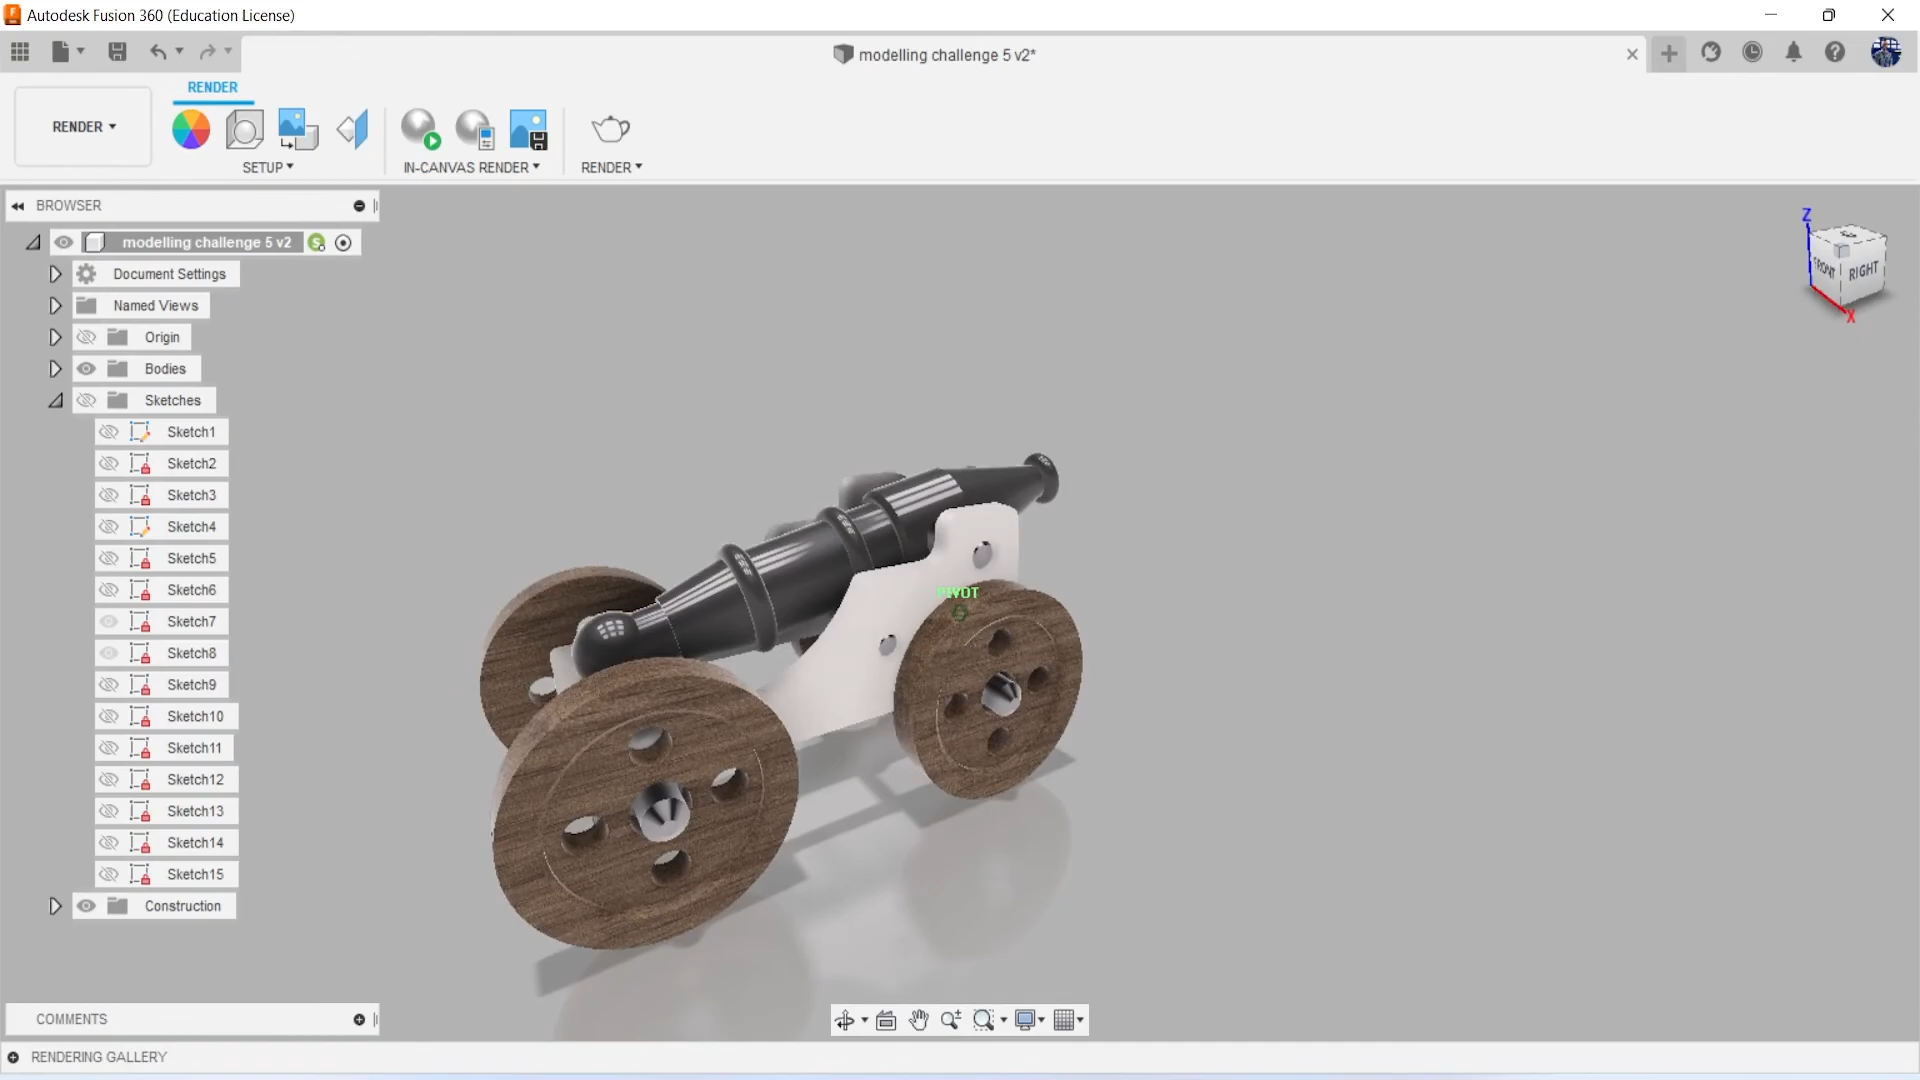 Autodesk Fusion 360 (Education License)
modelling challenge 5 v2*
RENDER
RENDER
SETUP
IN-CANVAS RENDER
RENDER
BROWSER
modelling challenge 5 v2
Document Settings
Named Views
Origin
Bodies
Sketches
Sketch1
Sketch2
Sketch3
Sketch4
Sketch5
Sketch6
Sketch7
Sketch8
Sketch9
Sketch10
Sketch11
Sketch12
Sketch13
Sketch14
Sketch15
Construction
Z
FRONT
RIGHT
X
PIVOT
COMMENTS
RENDERING GALLERY